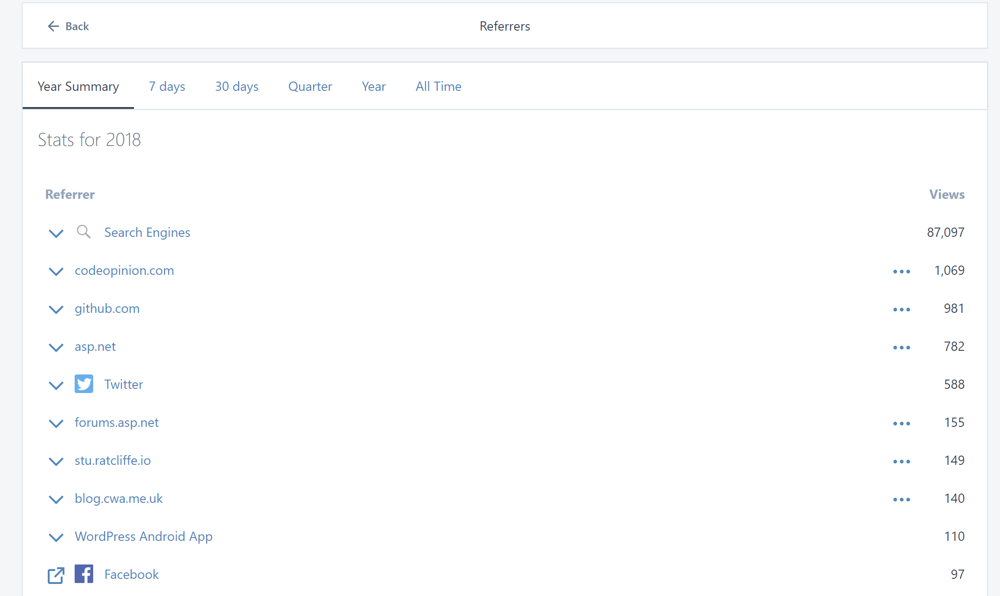 Back
Referrers
Year Summary 7 days 30 days Quarter Year All Time
Stats for 2018
Referrer Views
Search Engines 87,097
codeopinion.com 1,069
github.com 981
asp.net 782
Twitter 588
forums.asp.net 155
stu.ratcliffe.io 149
blog.cwa.me.uk 140
WordPress Android App 110
Facebook 97